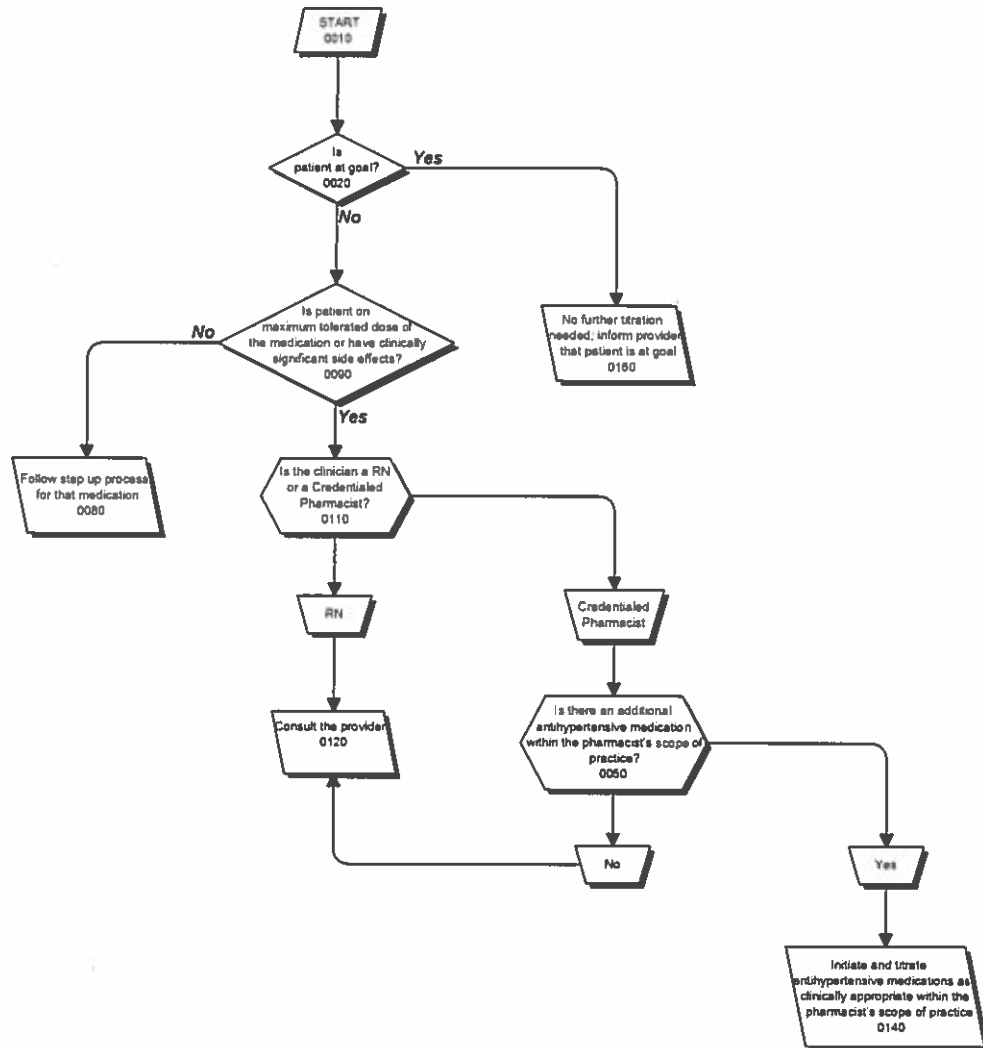 START
0010
Is
patient at goal?
0020
Yes
No
Is patient on
maximum tolerated dose of
the medication or have clinically
significant side effects?
0090
No
Yes
No further titration
needed; inform provider
that patient is at goal
0160
Follow step up process
for that medication
0080
Is the clinician a RN
or a Credentialed
Pharmacist?
0110
RN
Credentialed
Pharmacist
Consult the provider
0120
Is there an additional
antihypertensive medication
within the pharmacist's scope of
practice?
0050
No
Yes
Initiate and titrate
antihypertensive medications as
clinically appropriate within the
pharmacist's scope of practice
0140